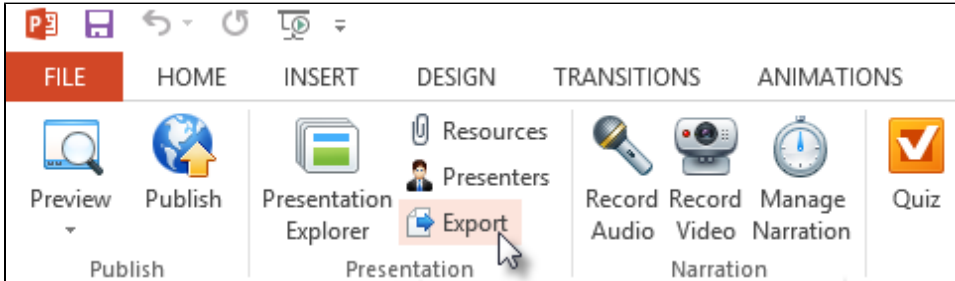 FILE HOME INSERT DESIGN TRANSITIONS ANIMATIONS
Preview
Publish
Publish
Presentation
Explorer
Resources
Presenters
Export
Presentation
Record
Audio
Record
Video
Manage
Narration
Narration
Quiz